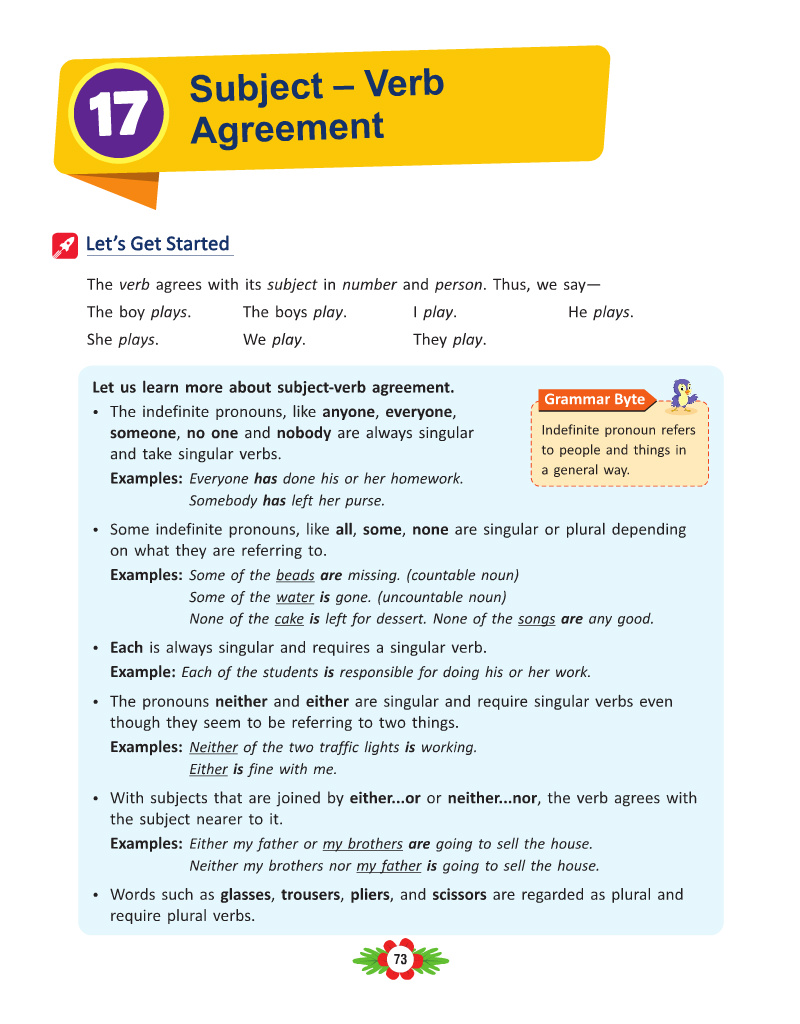 17
Subject – Verb
Agreement
Let's Get Started
The verb agrees with its subject in number and person. Thus, we say—
The boy plays. The boys play. I play. He plays.
She plays. We play. They play.
Let us learn more about subject-verb agreement.
• The indefinite pronouns, like anyone, everyone,
someone, no one and nobody are always singular
and take singular verbs.
Examples: Everyone has done his or her homework.
Somebody has left her purse.
Grammar Byte
Indefinite pronoun refers
to people and things in
a general way.
• Some indefinite pronouns, like all, some, none are singular or plural depending
on what they are referring to.
Examples: Some of the beads are missing. (countable noun)
Some of the water is gone. (uncountable noun)
None of the cake is left for dessert. None of the songs are any good.
• Each is always singular and requires a singular verb.
Example: Each of the students is responsible for doing his or her work.
• The pronouns neither and either are singular and require singular verbs even
though they seem to be referring to two things.
Examples: Neither of the two traffic lights is working.
Either is fine with me.
• With subjects that are joined by either...or or neither...nor, the verb agrees with
the subject nearer to it.
Examples: Either my father or my brothers are going to sell the house.
Neither my brothers nor my father is going to sell the house.
• Words such as glasses, trousers, pliers, and scissors are regarded as plural and
require plural verbs.
73